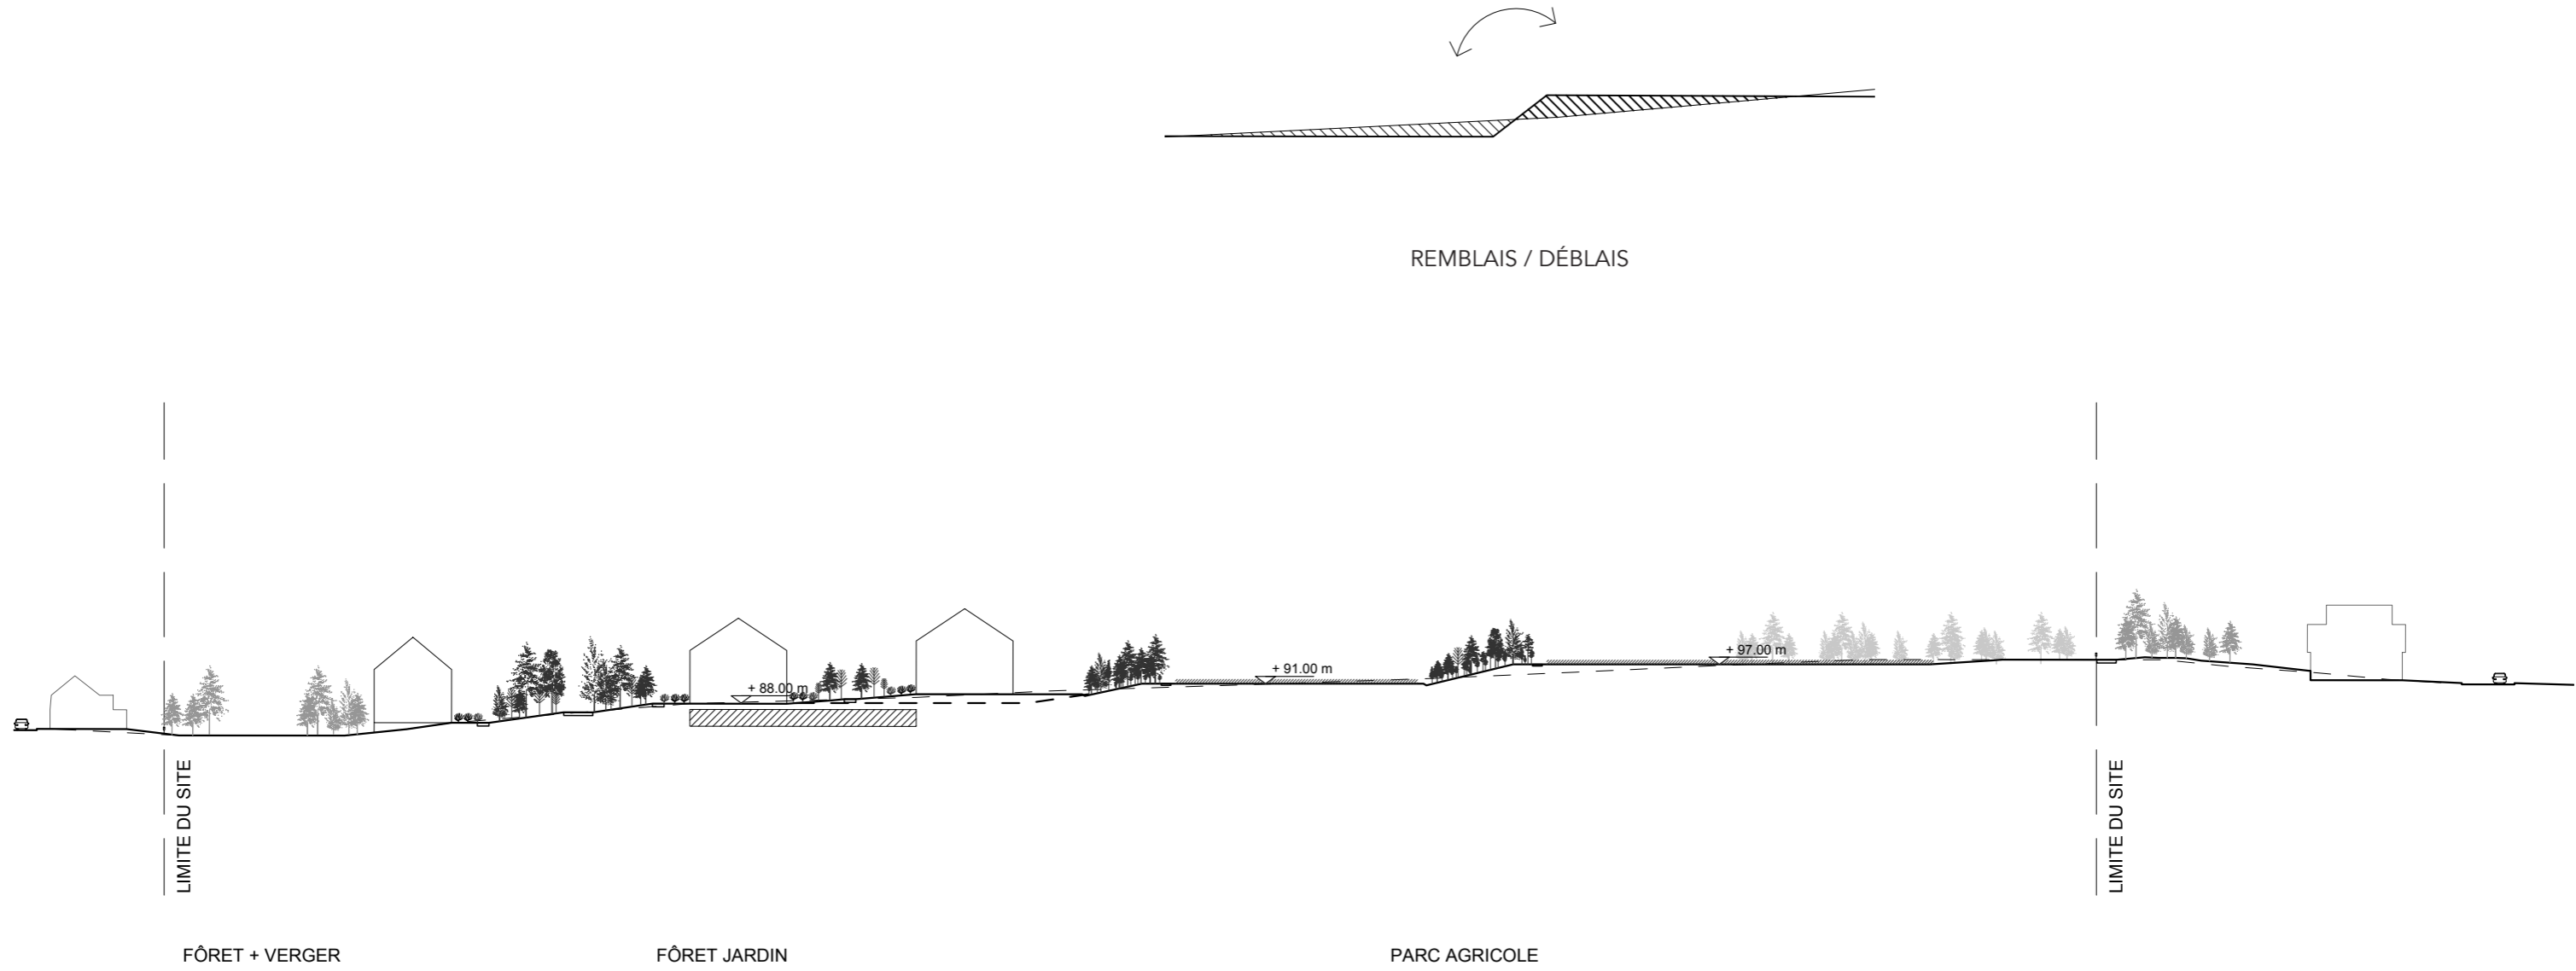 REMBLAIS / DÉBLAIS
+ 88.00 m
+ 91.00 m
+ 97.00 m
LIMITE DU SITE
LIMITE DU SITE
FÔRET + VERGER
FÔRET JARDIN
PARC AGRICOLE